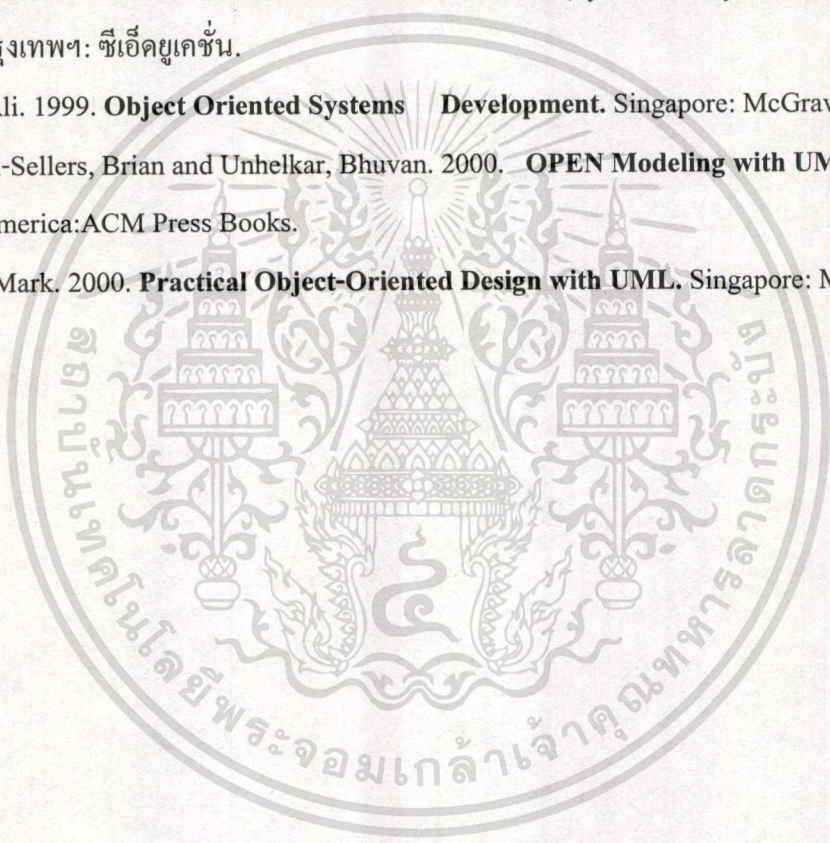 รุงเทพฯ: ซีเอ็ดยูเคชั่น.
li. 1999. Object Oriented Systems Development. Singapore: McGrav
-Sellers, Brian and Unhelkar, Bhuvan. 2000. OPEN Modeling with UM
merica:ACM Press Books.
Mark. 2000. Practical Object-Oriented Design with UML. Singapore: M
สถาบันเทคโนโลยีพระจอมเกล้าเจ้าคุณทหารลาดกระบัง